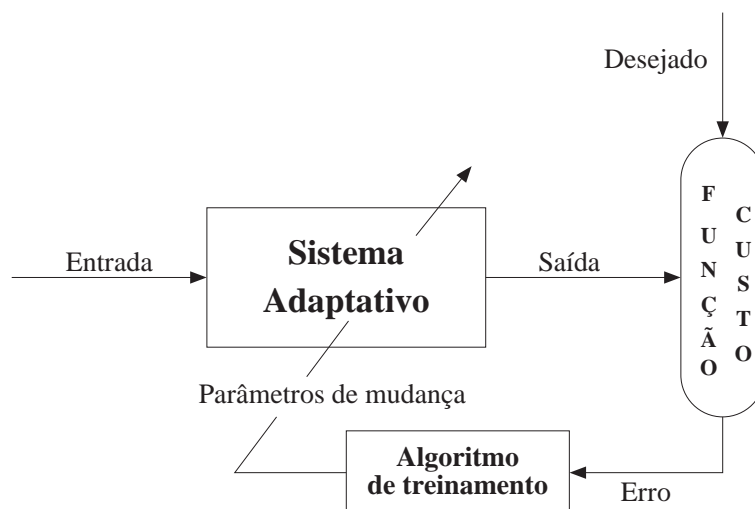 Desejado
FUNÇÃO
CUSTO
Sistema
Adaptativo
Entrada
Saída
Parâmetros de mudança
Algoritmo
de treinamento
Erro